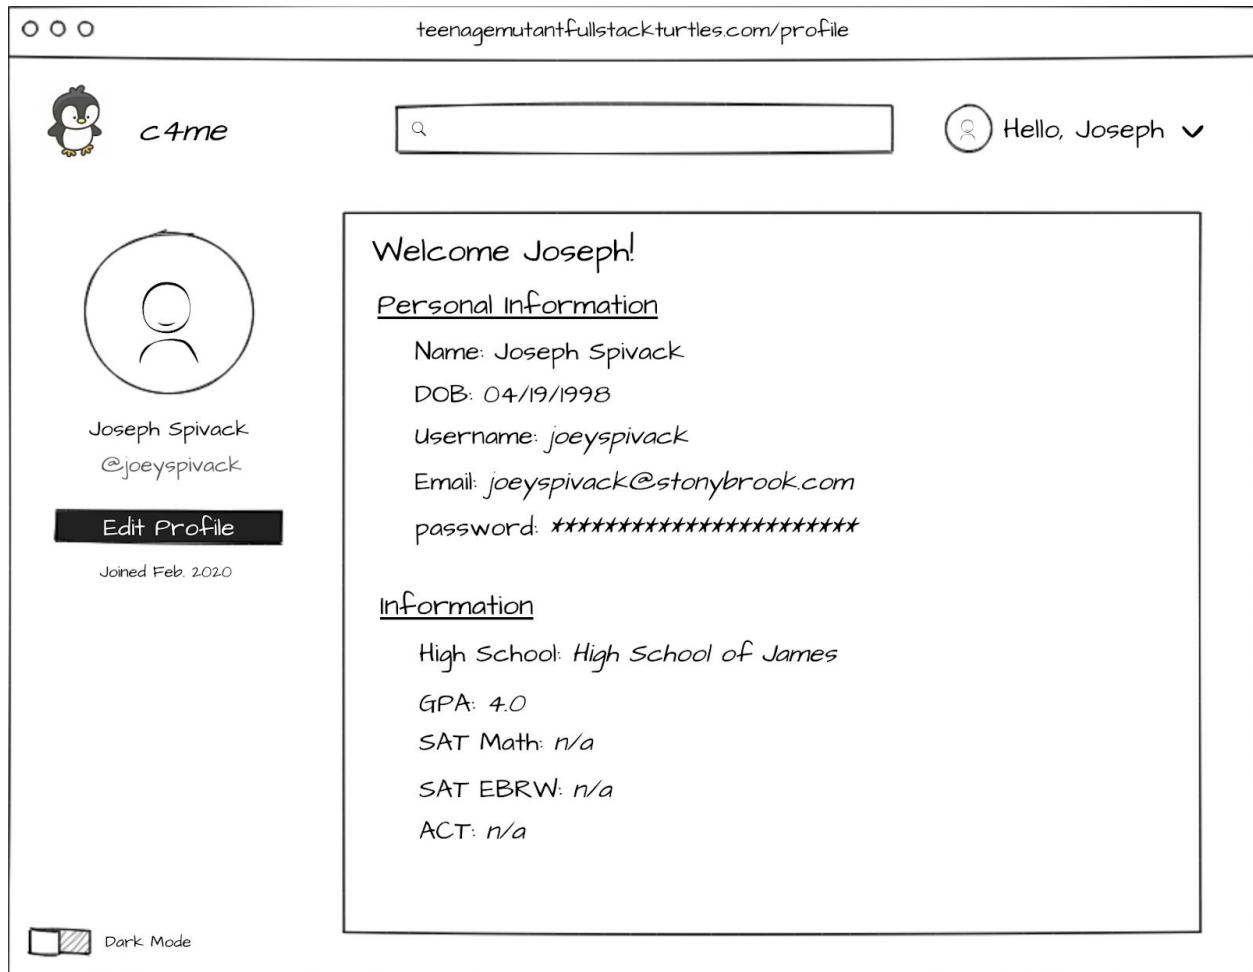 teenagemutantfullstackturtles.com/profile
c4me
Hello, Joseph
Joseph Spivack
@joeyspivack
Edit Profile
Joined Feb. 2020
Dark Mode
Welcome Joseph!
Personal Information
Name: Joseph Spivack
DOB: 04/19/1998
Username: joeyspivack
Email: joeyspivack@stonybrook.com
password: ***********************
Information
High School: High School of James
GPA: 4.0
SAT Math: n/a
SAT EBRW: n/a
ACT: n/a